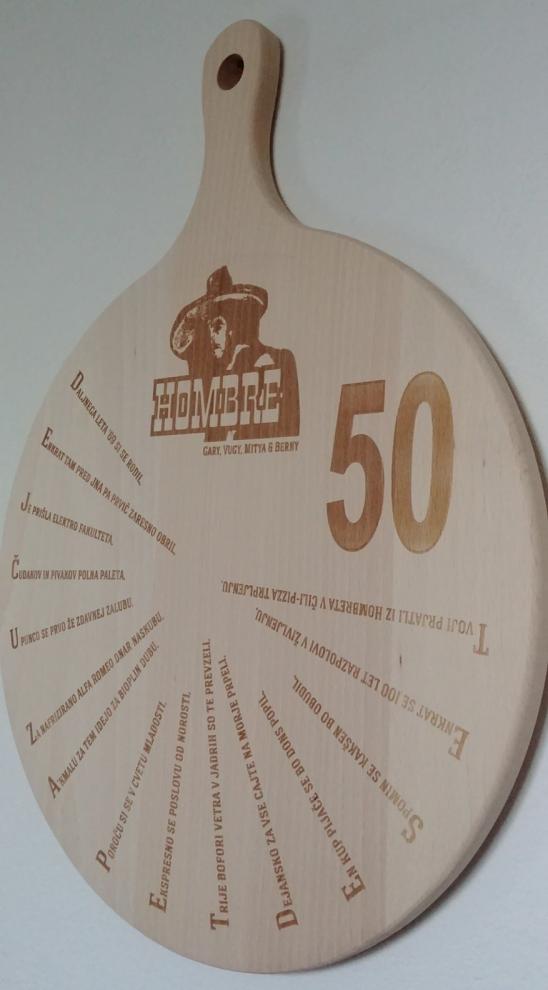 HOMBRE
GARY, VUGY, MITYA & BERNY
50
DALJNEGA LETA '69 SI SE RODIL,
ENKRAT TAM PRED JNA PA PRVIČ ZARESNO OBRIL.
JE PRIŠLA ELEKTRO FAKULTETA,
ČUDAKOV IN PIVAKOV POLNA PALETA,
U PUNCO SE PRVO ŽE ZDAVNEJ ZALUBU,
ZA NAFRIZIRANO ALFA ROMEO DNAR NASKUBU,
A RMALU ZA TEM IDEJO ZA BIOPLIN DUBU,
POROČU SI SE V CVETU MLADOSTI,
EKSPRESNO SE POSLOVU OD NOROSTI,
TRIJE BOFORI VETRA V JADRIH SO TE PREVZELI,
DEJANSKO ZA VSE CAJTE NA MORJE PRPELI.
EN KUP PIJAČE SE BO DONS POPIL,
SPOMIN SE KAKŠEN BO OBUDIL,
ENKRAT SE 100 LET RAZPOLOVI V ŽIVLJENJU,
TVOJI PRJATLI IZ HOMBRETA V ČILI-PIZZA TRPLJENJU.